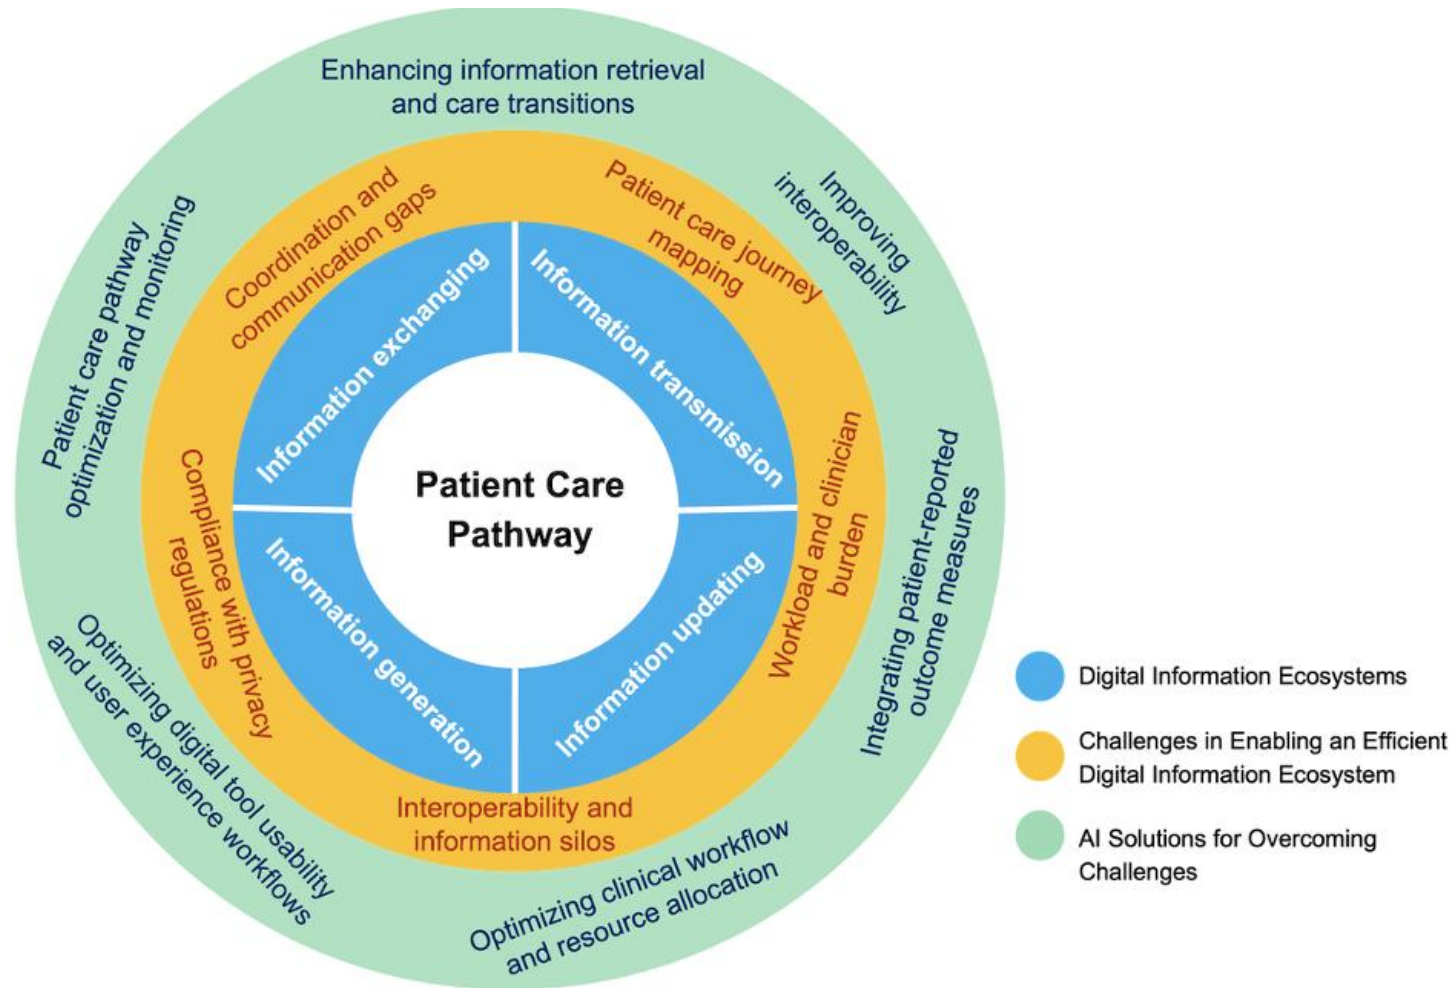 Enhancing information retrieval
and care transitions
Improving
interoperability
Integrating patient-reported
outcome measures
Optimizing clinical workflow
and resource allocation
Optimizing digital tool usability
and user experience workflows
Patient care pathway
optimization and monitoring
Coordination and
communication gaps
Patient care journey
mapping
Workload and clinician
burden
Interoperability and
information silos
Compliance with privacy
regulations
Information exchanging
Information transmission
Information updating
Information generation
Patient Care
Pathway
Digital Information Ecosystems
Challenges in Enabling an Efficient
Digital Information Ecosystem
AI Solutions for Overcoming
Challenges